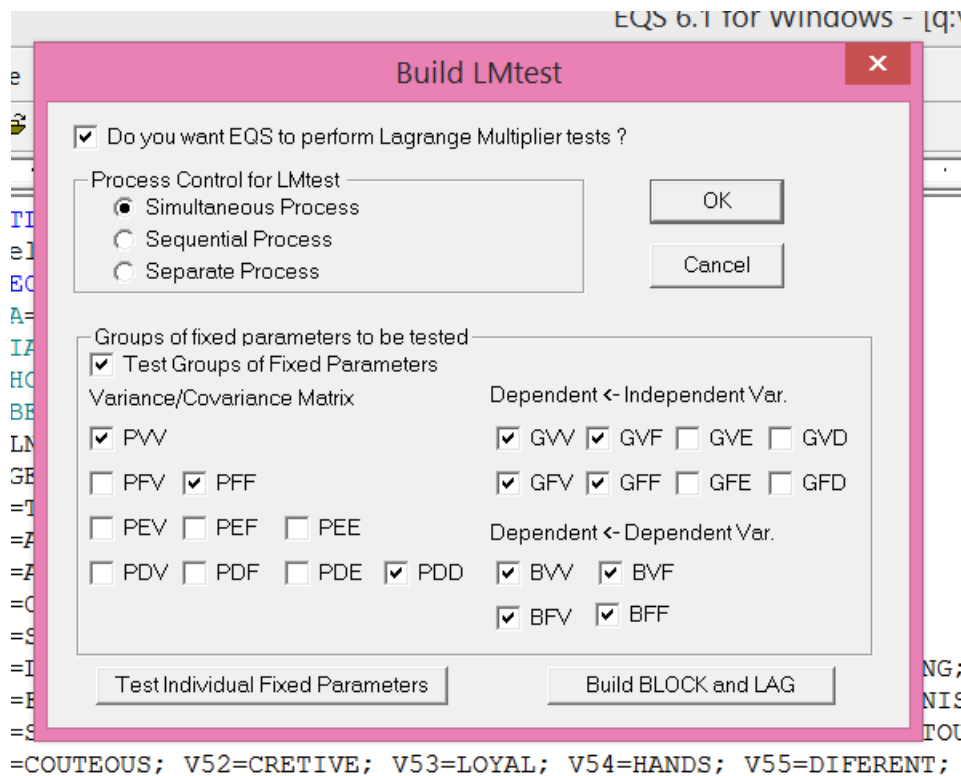 EQS 6.1 for Windows - [q:\
Build LMtest
Do you want EQS to perform Lagrange Multiplier tests ?
Process Control for LMtest
Simultaneous Process
Sequential Process
Separate Process
OK
Cancel
Groups of fixed parameters to be tested
Test Groups of Fixed Parameters
Variance/Covariance Matrix
PVV
PFV PFF
PEV PEF PEE
PDV PDF PDE PDD
Dependent <- Independent Var.
GVV GVF GVE GVD
GFV GFF GFE GFD
Dependent <- Dependent Var.
BVV BVF
BFV BFF
Test Individual Fixed Parameters
Build BLOCK and LAG
=COUTEOUS; V52=CRETIVE; V53=LOYAL; V54=HANDS; V55=DIFERENT;